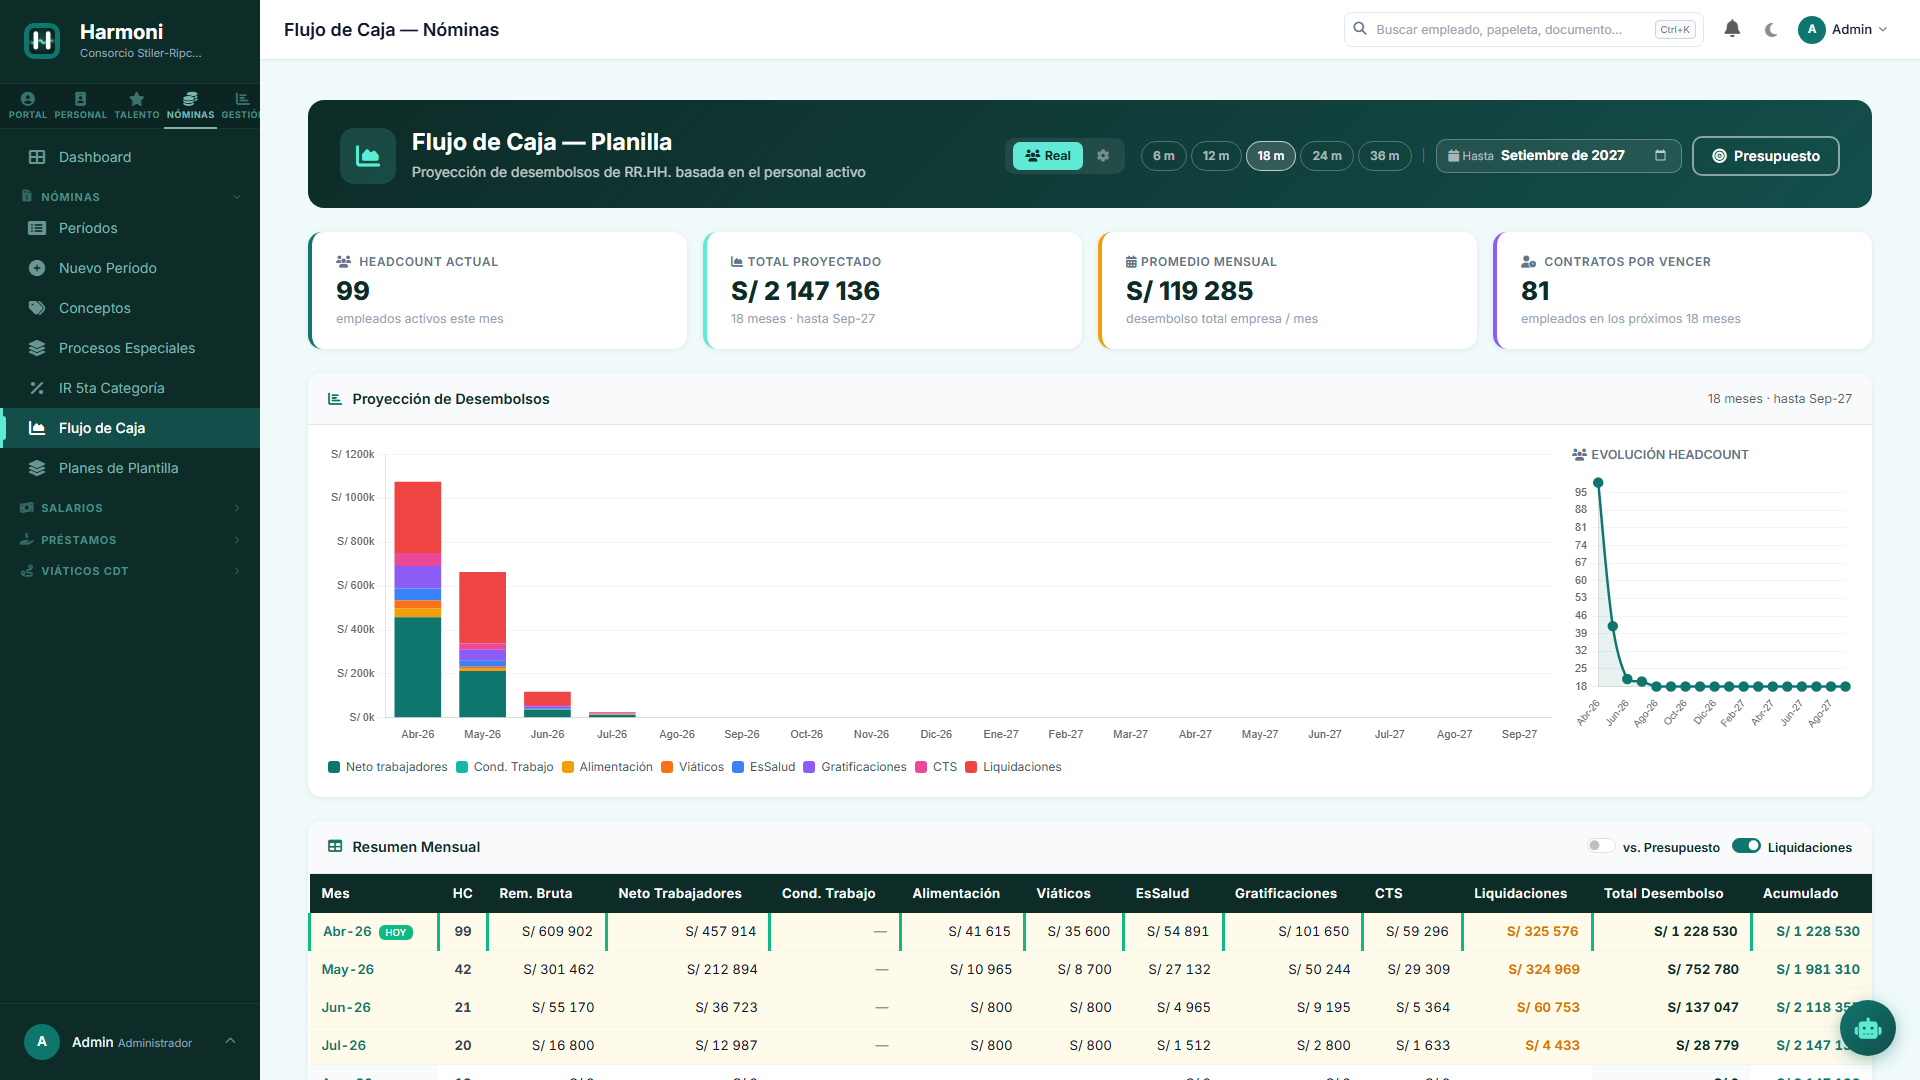 Harmoni
Consorcio Stiler-Ripc...
PORTAL PERSONAL TALENTO NÓMINAS GESTIÓN
Dashboard
NÓMINAS
Períodos
Nuevo Período
Conceptos
Procesos Especiales
IR 5ta Categoría
Flujo de Caja
Planes de Plantilla
SALARIOS
PRÉSTAMOS
VIÁTICOS CDT
A Admin Administrador
Flujo de Caja — Nóminas
Buscar empleado, papeleta, documento... Ctrl+K
A Admin
Flujo de Caja — Planilla
Proyección de desembolsos de RR.HH. basada en el personal activo
Real
6 m 12 m 18 m 24 m 36 m | Hasta Setiembre de 2027
Presupuesto
HEADCOUNT ACTUAL
99
empleados activos este mes
TOTAL PROYECTADO
S/ 2 147 136
18 meses · hasta Sep-27
PROMEDIO MENSUAL
S/ 119 285
desembolso total empresa / mes
CONTRATOS POR VENCER
81
empleados en los próximos 18 meses
Proyección de Desembolsos
18 meses · hasta Sep-27
S/ 1200k
S/ 1000k
S/ 800k
S/ 600k
S/ 400k
S/ 200k
S/ 0k
Abr-26 May-26 Jun-26 Jul-26 Ago-26 Sep-26 Oct-26 Nov-26 Dic-26 Ene-27 Feb-27 Mar-27 Abr-27 May-27 Jun-27 Jul-27 Ago-27 Sep-27
Neto trabajadores Cond. Trabajo Alimentación Viáticos EsSalud Gratificaciones CTS Liquidaciones
EVOLUCIÓN HEADCOUNT
95
88
81
74
67
60
53
46
39
32
25
18
Abr-26 Jun-26 Ago-26 Oct-26 Dic-26 Feb-27 Abr-27 Jun-27 Ago-27
Resumen Mensual
vs. Presupuesto Liquidaciones
Mes HC Rem. Bruta Neto Trabajadores Cond. Trabajo Alimentación Viáticos EsSalud Gratificaciones CTS Liquidaciones Total Desembolso Acumulado
Abr-26 HOY 99 S/ 609 902 S/ 457 914 — S/ 41 615 S/ 35 600 S/ 54 891 S/ 101 650 S/ 59 296 S/ 325 576 S/ 1 228 530 S/ 1 228 530
May-26 42 S/ 301 462 S/ 212 894 — S/ 10 965 S/ 8 700 S/ 27 132 S/ 50 244 S/ 29 309 S/ 324 969 S/ 752 780 S/ 1 981 310
Jun-26 21 S/ 55 170 S/ 36 723 — S/ 800 S/ 800 S/ 4 965 S/ 9 195 S/ 5 364 S/ 60 753 S/ 137 047 S/ 2 118
Jul-26 20 S/ 16 800 S/ 12 987 — S/ 800 S/ 800 S/ 1 512 S/ 2 800 S/ 1 633 S/ 4 433 S/ 28 779 S/ 2 147